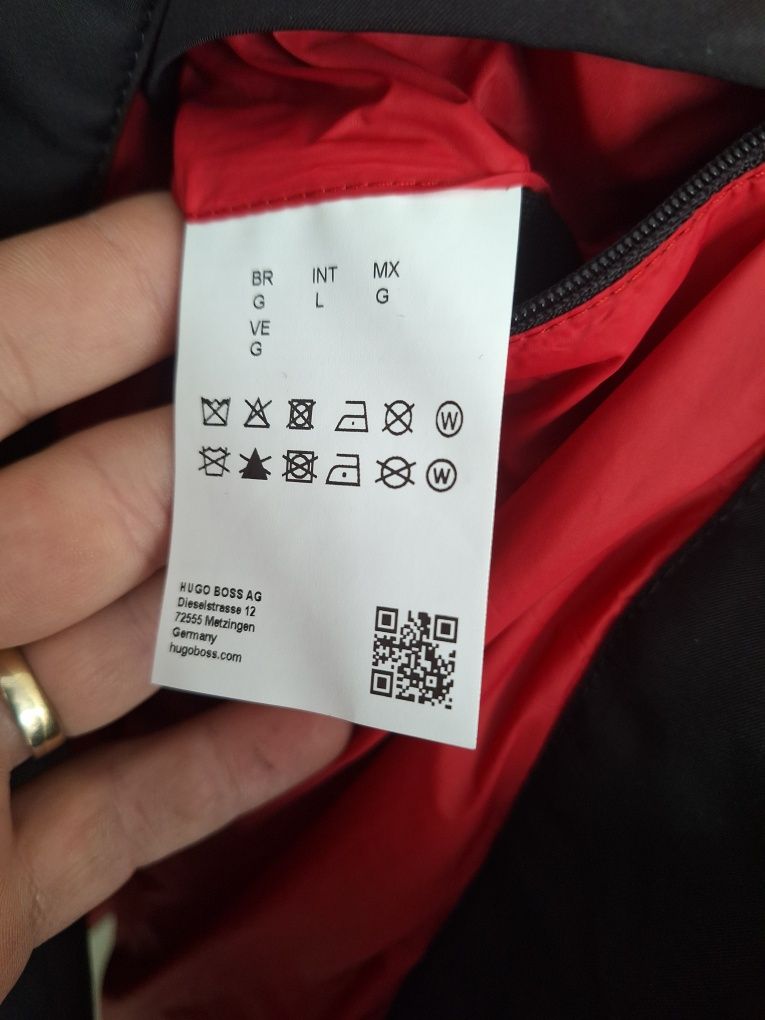 BR INT MX
G L G
VE
G
W
W
HUGO BOSS AG
Dieselstrasse 12
72555 Metzingen
Germany
hugoboss.com